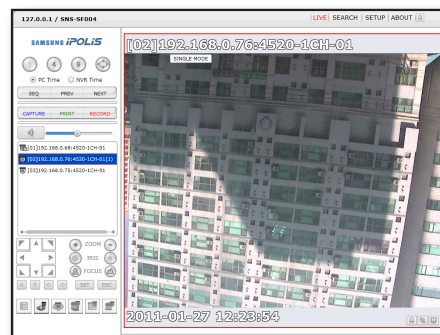 127.0.0.1 / SNS-SF004
LIVE | SEARCH | SETUP | ABOUT
SAMSUNG iPOLiS
1 4 9
PC Time NVR Time
SEQ PREV NEXT
CAPTURE PRINT RECORD
[01]192.168.0.68:4520-1CH-01
[02]192.168.0.76:4520-1CH-01(1)
[03]192.168.0.75:4520-1CH-01
ZOOM
IRIS
FOCUS
SET ESC
[02]192.168.0.76:4520-1CH-01
SINGLE MODE
2011-01-27 12:23:54